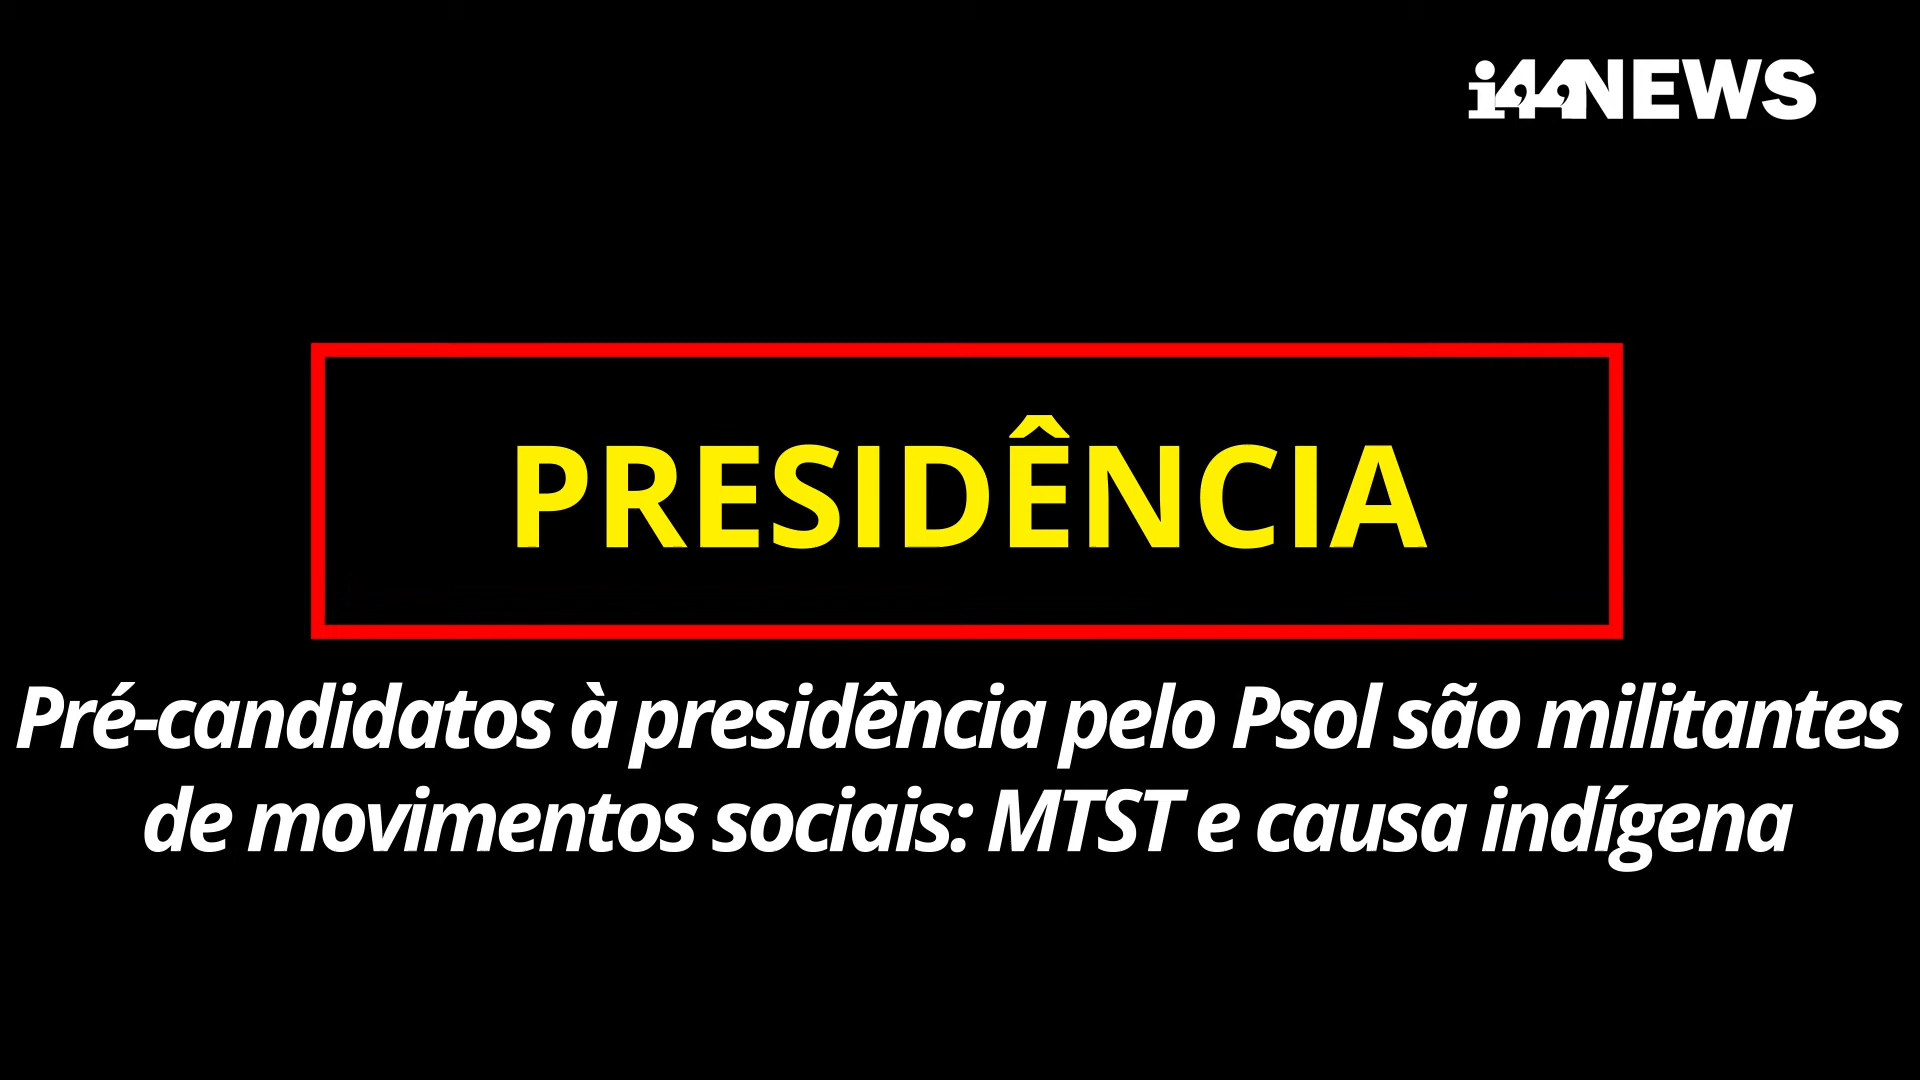 i44NEWS
PRESIDÊNCIA
Pré-candidatos à presidência pelo Psol são militantes
de movimentos sociais: MTST e causa indígena